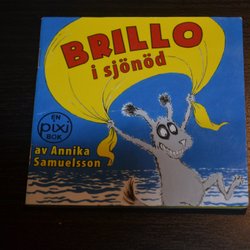 BRILLO
i sjönöd
EN
pixi
BOK
av Annika
Samuelsson